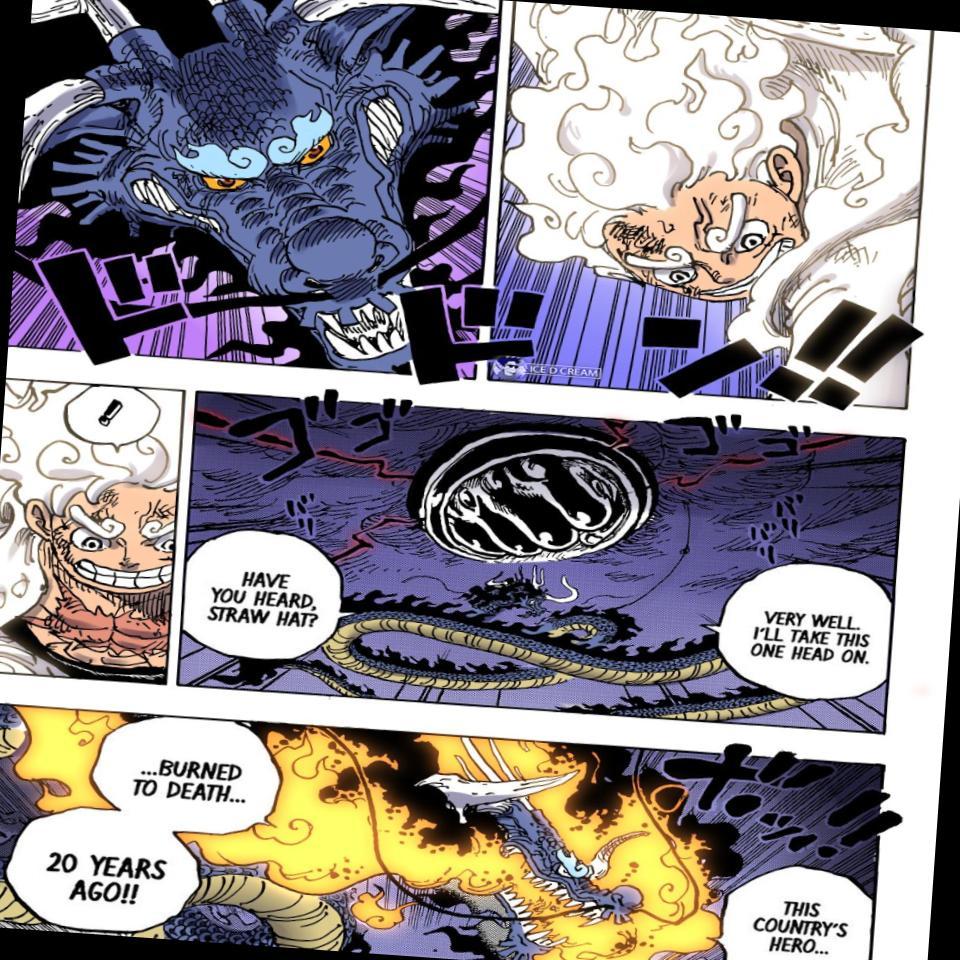 ドドン!!
ICE D CREAM
ゴゴ
ゴゴ
VERY WELL.
I'LL TAKE THIS
ONE HEAD ON.
HAVE
YOU HEARD,
STRAW HAT?
!
THIS
COUNTRY'S
HERO...
...BURNED
TO DEATH...
20 YEARS
AGO!!